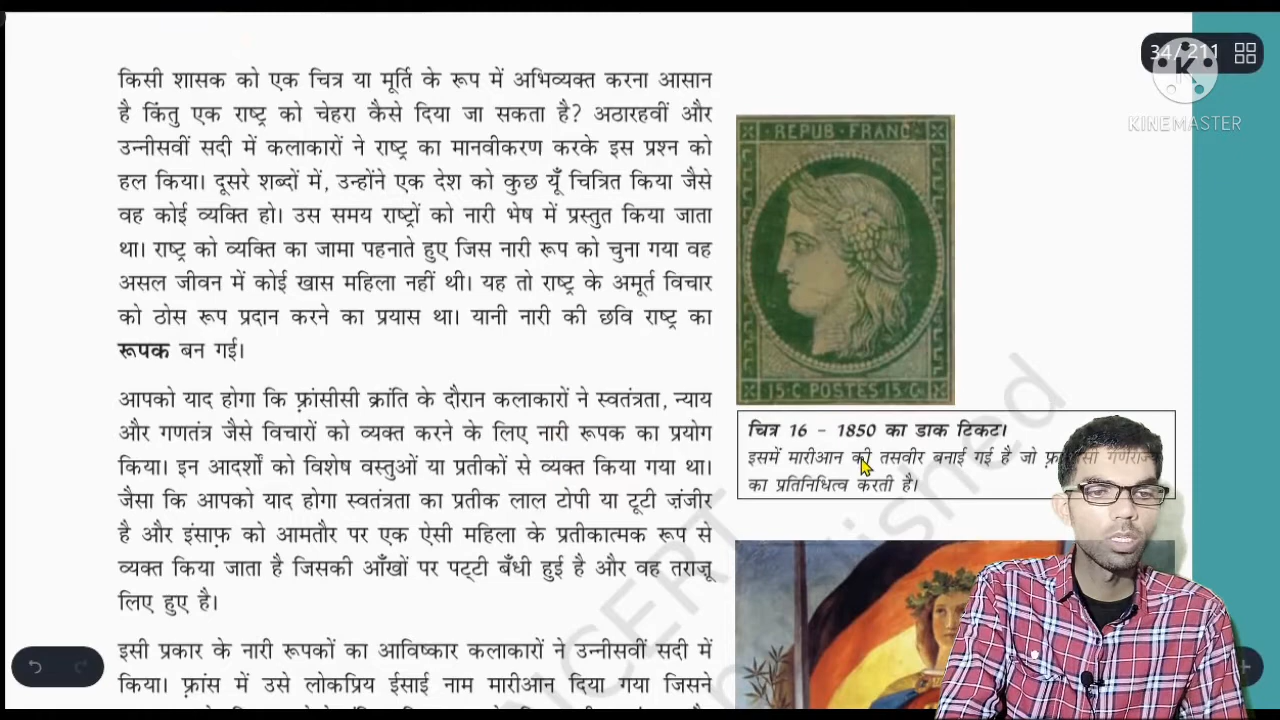 34/211
KINEMASTER
किसी शासक को एक चित्र या मूर्ति के रूप में अभिव्यक्त करना आसान
है किंतु एक राष्ट्र को चेहरा कैसे दिया जा सकता है? अठारहवीं और
उन्नीसवीं सदी में कलाकारों ने राष्ट्र का मानवीकरण करके इस प्रश्न को
हल किया। दूसरे शब्दों में, उन्होंने एक देश को कुछ यूँ चित्रित किया जैसे
वह कोई व्यक्ति हो। उस समय राष्ट्रों को नारी भेष में प्रस्तुत किया जाता
था। राष्ट्र को व्यक्ति का जामा पहनाते हुए जिस नारी रूप को चुना गया वह
असल जीवन में कोई खास महिला नहीं थी। यह तो राष्ट्र के अमूर्त विचार
को ठोस रूप प्रदान करने का प्रयास था। यानी नारी की छवि राष्ट्र का
रूपक बन गई।
आपको याद होगा कि फ़्रांसीसी क्रांति के दौरान कलाकारों ने स्वतंत्रता, न्याय
और गणतंत्र जैसे विचारों को व्यक्त करने के लिए नारी रूपक का प्रयोग
किया। इन आदर्शों को विशेष वस्तुओं या प्रतीकों से व्यक्त किया गया था।
जैसा कि आपको याद होगा स्वतंत्रता का प्रतीक लाल टोपी या टूटी ज़ंजीर
है और इंसाफ़ को आमतौर पर एक ऐसी महिला के प्रतीकात्मक रूप से
व्यक्त किया जाता है जिसकी आँखों पर पट्टी बँधी हुई है और वह तराज़ू
लिए हुए है।
इसी प्रकार के नारी रूपकों का आविष्कार कलाकारों ने उन्नीसवीं सदी में
किया। फ़्रांस में उसे लोकप्रिय ईसाई नाम मारीआन दिया गया जिसने
REPUB·FRANC
15·C·POSTES·15·C·
चित्र 16 – 1850 का डाक टिकट।
इसमें मारीआन की तसवीर बनाई गई है जो फ़्रांसीसी गणराज्य
का प्रतिनिधित्व करती है।
NCERT